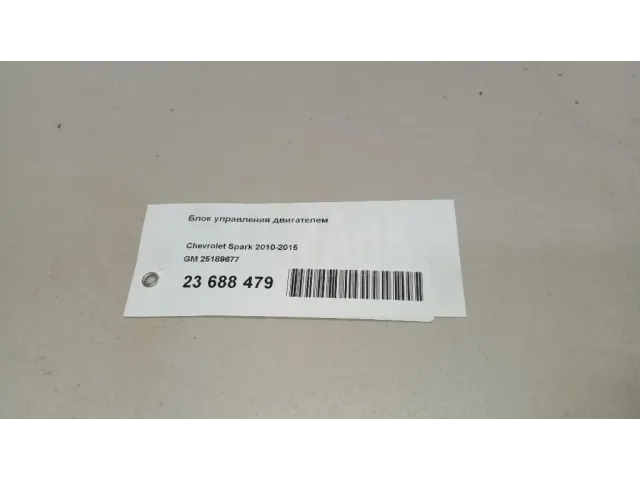 Блок управления двигателем
Chevrolet Spark 2010-2015
GM 25189677
23 688 479